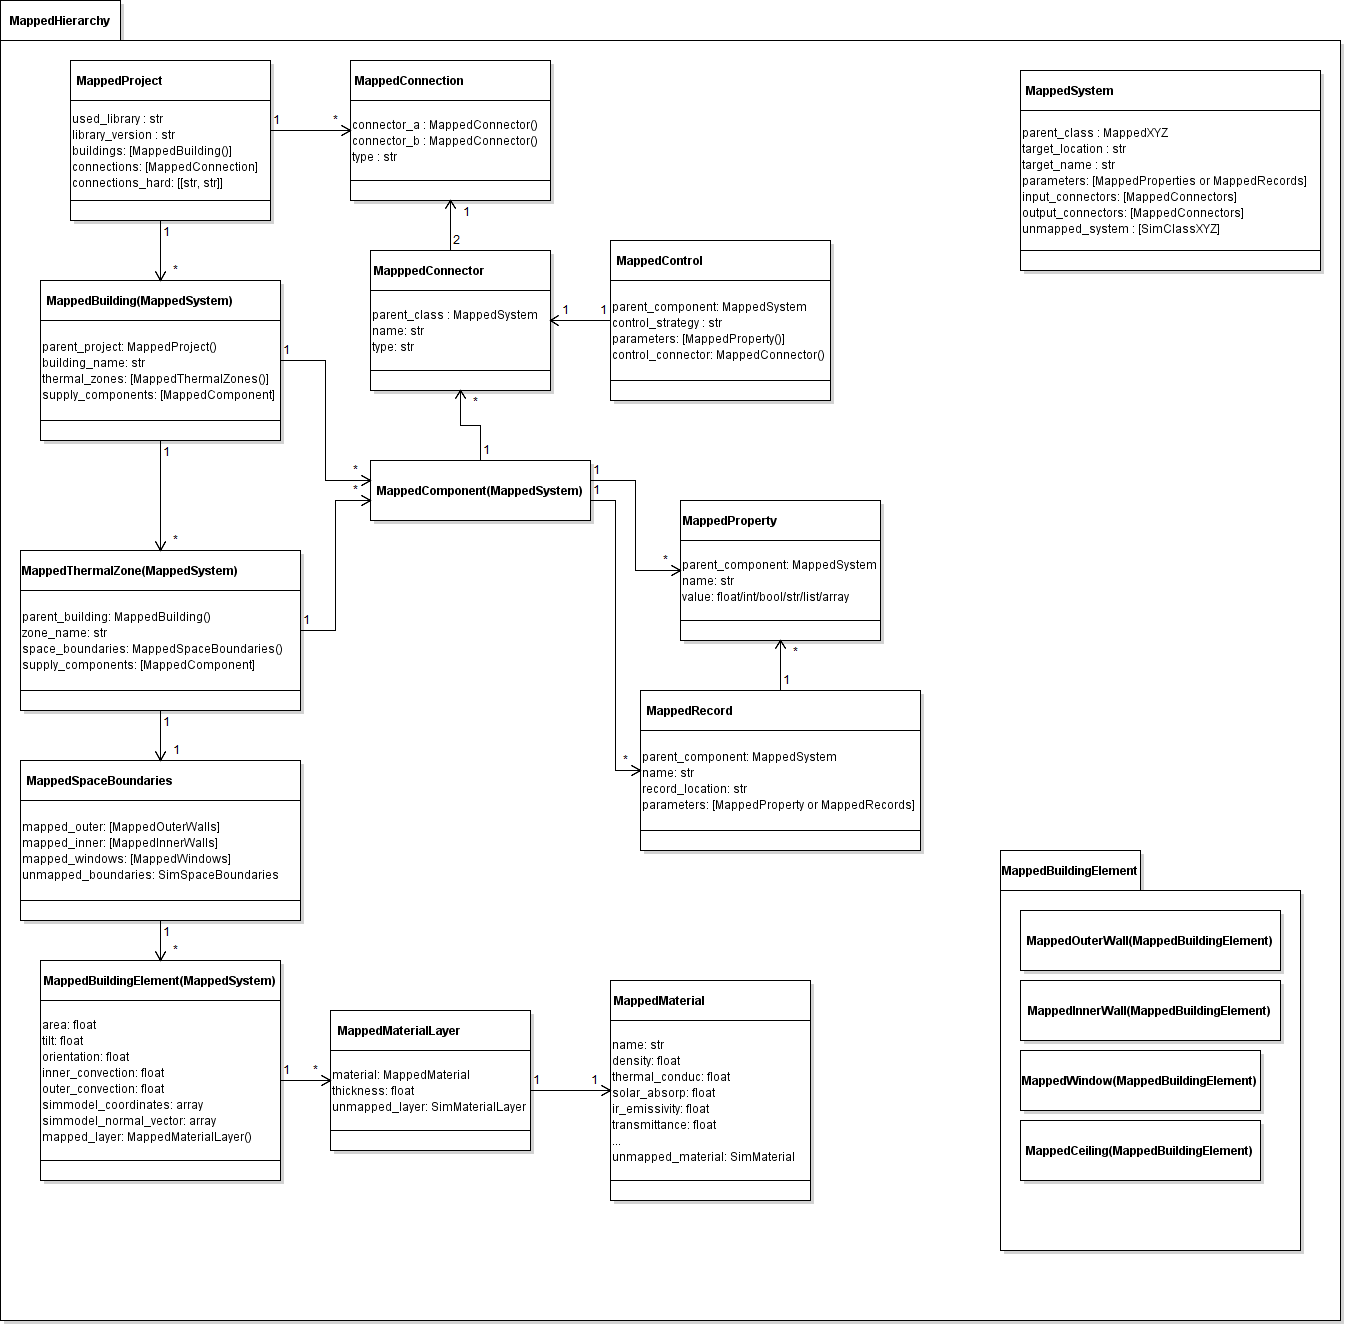 MappedHierarchy
MappedProject
used_library : str
library_version : str
buildings: [MappedBuilding()]
connections: [MappedConnection]
connections_hard: [[str, str]]
1
*
MappedConnection
connector_a : MappedConnector()
connector_b : MappedConnector()
type : str
MappedSystem
parent_class : MappedXYZ
target_location : str
target_name : str
parameters: [MappedProperties or MappedRecords]
input_connectors: [MappedConnectors]
output_connectors: [MappedConnectors]
unmapped_system : [SimClassXYZ]
1
*
1
2
MapppedConnector
parent_class : MappedSystem
name: str
type: str
1
1
MappedControl
parent_component: MappedSystem
control_strategy : str
parameters: [MappedProperty()]
control_connector: MappedConnector()
MappedBuilding(MappedSystem)
parent_project: MappedProject()
building_name: str
thermal_zones: [MappedThermalZones()]
supply_components: [MappedComponent]
1
*
1
*
1
*
*
MappedComponent(MappedSystem)
1
1
*
MappedProperty
parent_component: MappedSystem
name: str
value: float/int/bool/str/list/array
MappedThermalZone(MappedSystem)
parent_building: MappedBuilding()
zone_name: str
space_boundaries: MappedSpaceBoundaries()
supply_components: [MappedComponent]
1
*
1
*
MappedRecord
parent_component: MappedSystem
name: str
record_location: str
parameters: [MappedProperty or MappedRecords]
1
1
MappedSpaceBoundaries
mapped_outer: [MappedOuterWalls]
mapped_inner: [MappedInnerWalls]
mapped_windows: [MappedWindows]
unmapped_boundaries: SimSpaceBoundaries
1
*
MappedBuildingElement(MappedSystem)
area: float
tilt: float
orientation: float
inner_convection: float
outer_convection: float
simmodel_coordinates: array
simmodel_normal_vector: array
mapped_layer: MappedMaterialLayer()
1
*
MappedMaterialLayer
material: MappedMaterial
thickness: float
unmapped_layer: SimMaterialLayer
1
1
MappedMaterial
name: str
density: float
thermal_conduc: float
solar_absorp: float
ir_emissivity: float
transmittance: float
...
unmapped_material: SimMaterial
MappedBuildingElement
MappedOuterWall(MappedBuildingElement)
MappedInnerWall(MappedBuildingElement)
MappedWindow(MappedBuildingElement)
MappedCeiling(MappedBuildingElement)